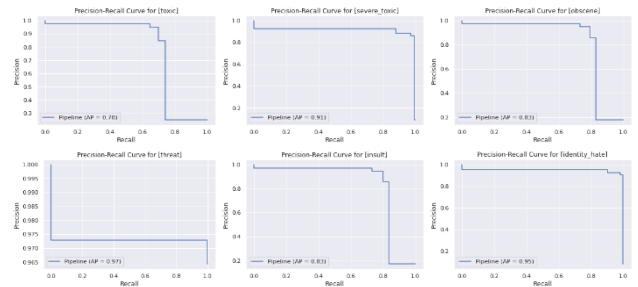 Precision-Recall Curve for [toxic]
1.0
0.9
0.8
0.7
0.6
0.5
0.4
0.3
Precision
Pipeline (AP = 0.78)
0.0 0.2 0.4 0.6 0.8 1.0
Recall
Precision-Recall Curve for [severe_toxic]
1.0
0.8
0.6
0.4
0.2
Precision
Pipeline (AP = 0.91)
0.0 0.2 0.4 0.6 0.8 1.0
Recall
Precision-Recall Curve for [obscene]
1.0
0.8
0.6
0.4
0.2
Precision
Pipeline (AP = 0.83)
0.0 0.2 0.4 0.6 0.8 1.0
Recall
Precision-Recall Curve for [threat]
1.000
0.995
0.990
0.985
0.980
0.975
0.970
0.965
Precision
Pipeline (AP = 0.97)
0.0 0.2 0.4 0.6 0.8 1.0
Recall
Precision-Recall Curve for [insult]
1.0
0.8
0.6
0.4
0.2
Precision
Pipeline (AP = 0.83)
0.0 0.2 0.4 0.6 0.8 1.0
Recall
Precision-Recall Curve for [identity_hate]
1.0
0.8
0.6
0.4
0.2
Precision
Pipeline (AP = 0.95)
0.0 0.2 0.4 0.6 0.8 1.0
Recall